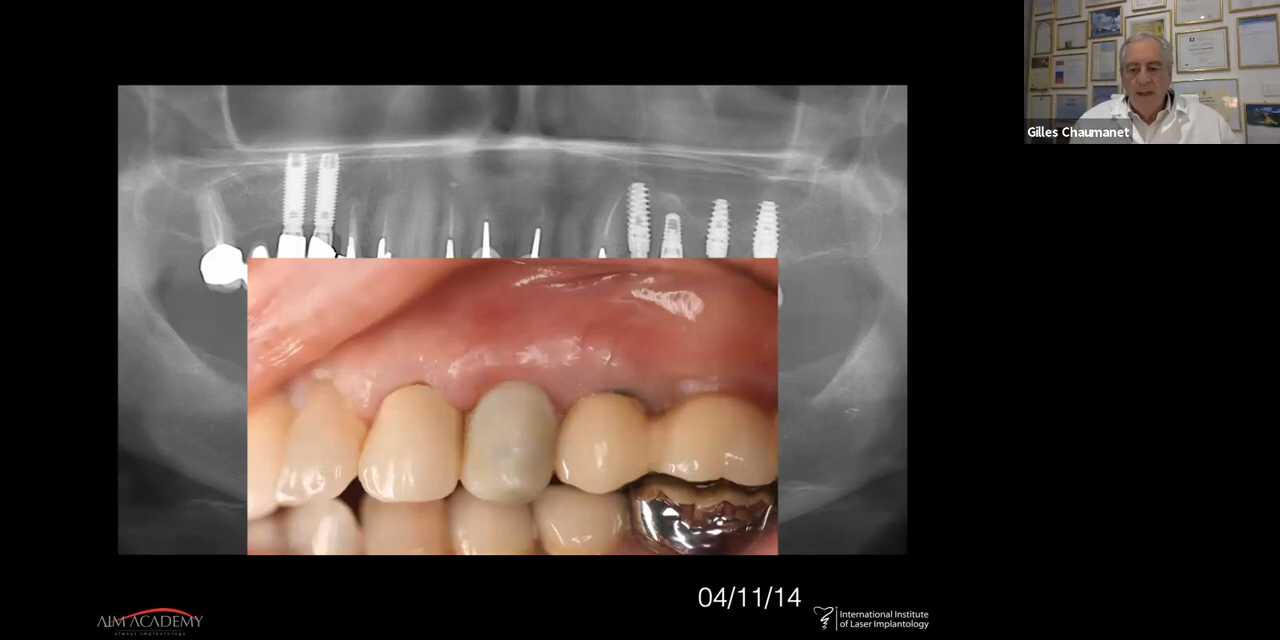 Gilles Chaumanet
04/11/14
AIM ACADEMY
always implantology
International Institute
of Laser Implantology